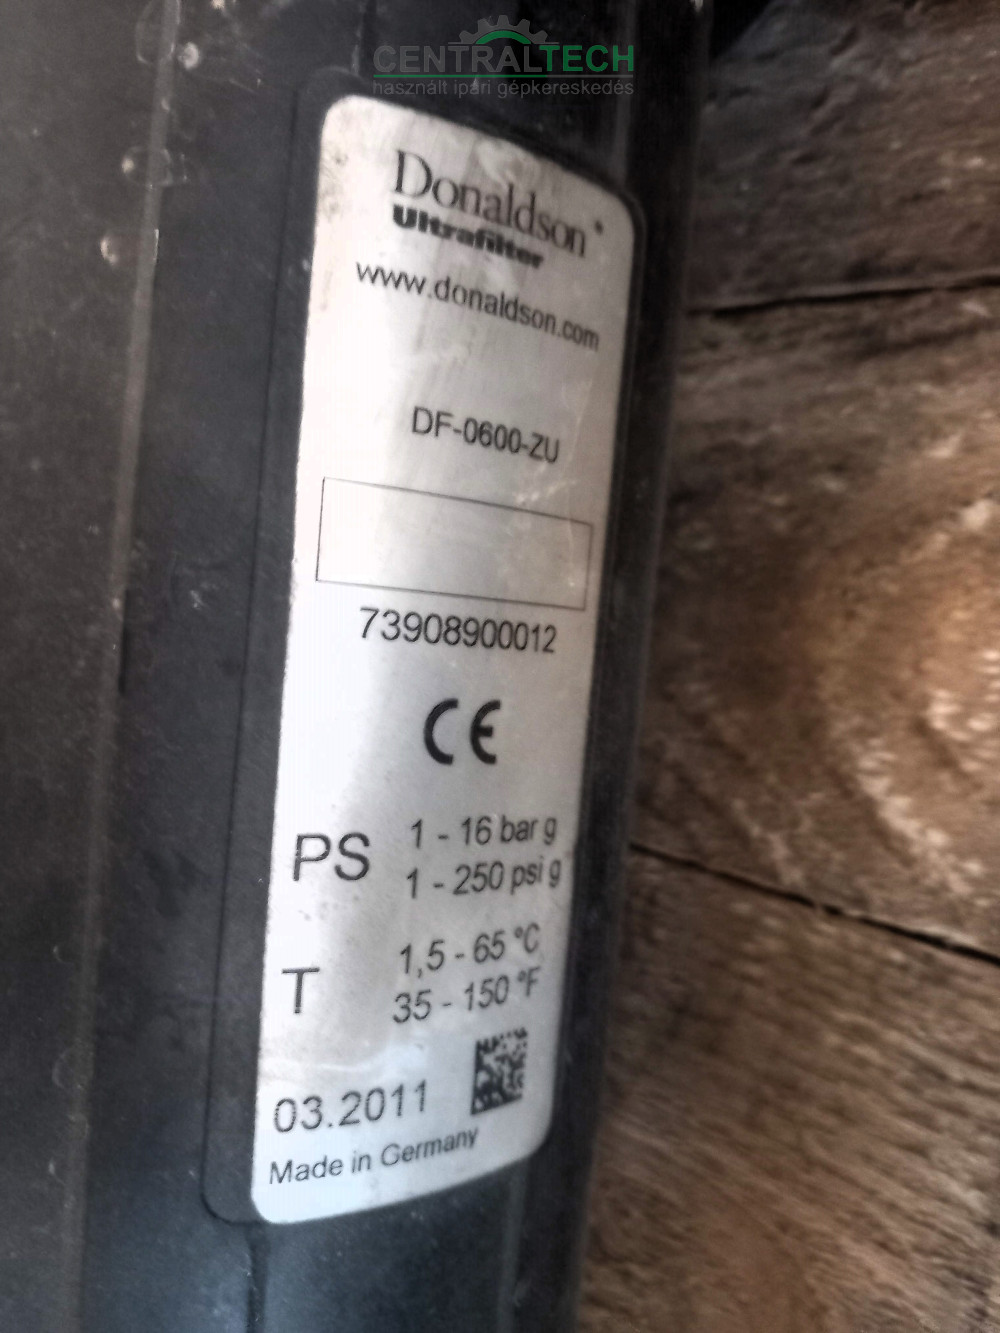 CENTRALTECH
használt ipari gépkereskedés
Donaldson®
Ultrafilter
www.donaldson.com
DF-0600-ZU
73908900012
CE
PS
1 - 16 bar g
1 - 250 psi g
T
1,5 - 65 °C
35 - 150 °F
03.2011
Made in Germany